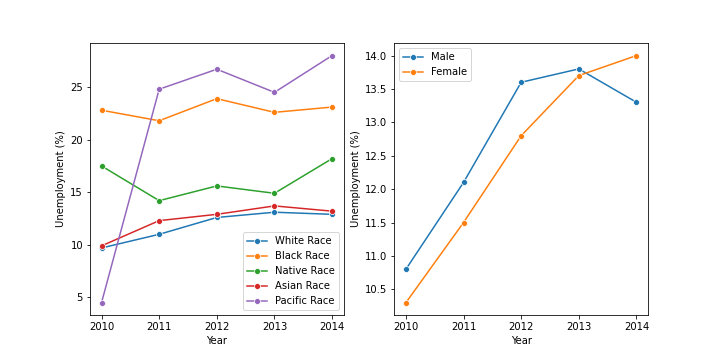 Unemployment (%)
25
20
15
10
5
White Race
Black Race
Native Race
Asian Race
Pacific Race
2010 2011 2012 2013 2014
Year
Unemployment (%)
14.0
13.5
13.0
12.5
12.0
11.5
11.0
10.5
Male
Female
2010 2011 2012 2013 2014
Year